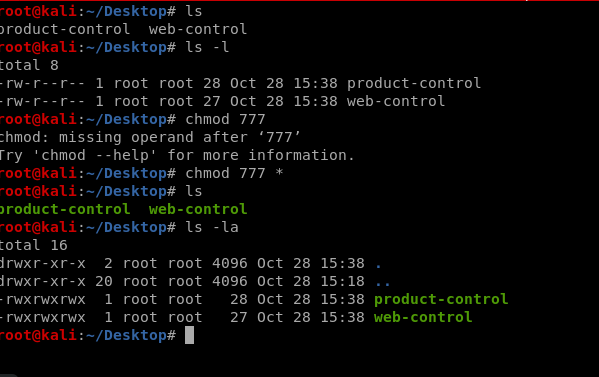 root@kali:~/Desktop# ls
product-control  web-control
root@kali:~/Desktop# ls -l
total 8
-rw-r--r-- 1 root root 28 Oct 28 15:38 product-control
-rw-r--r-- 1 root root 27 Oct 28 15:38 web-control
root@kali:~/Desktop# chmod 777
chmod: missing operand after ‘777’
Try 'chmod --help' for more information.
root@kali:~/Desktop# chmod 777 *
root@kali:~/Desktop# ls
product-control  web-control
root@kali:~/Desktop# ls -la
total 16
drwxr-xr-x  2 root root 4096 Oct 28 15:38 .
drwxr-xr-x 20 root root 4096 Oct 28 15:18 ..
-rwxrwxrwx  1 root root   28 Oct 28 15:38 product-control
-rwxrwxrwx  1 root root   27 Oct 28 15:38 web-control
root@kali:~/Desktop#